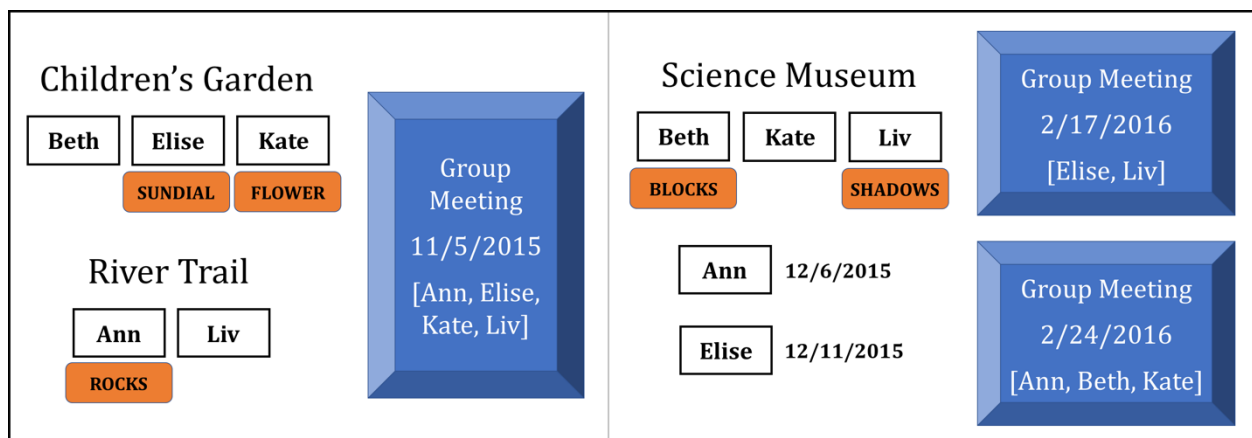 Children's Garden
Beth Elise Kate
SUNDIAL FLOWER
River Trail
Ann Liv
ROCKS
Group
Meeting
11/5/2015
[Ann, Elise,
Kate, Liv]
Science Museum
Beth Kate Liv
BLOCKS SHADOWS
Ann 12/6/2015
Elise 12/11/2015
Group Meeting
2/17/2016
[Elise, Liv]
Group Meeting
2/24/2016
[Ann, Beth, Kate]